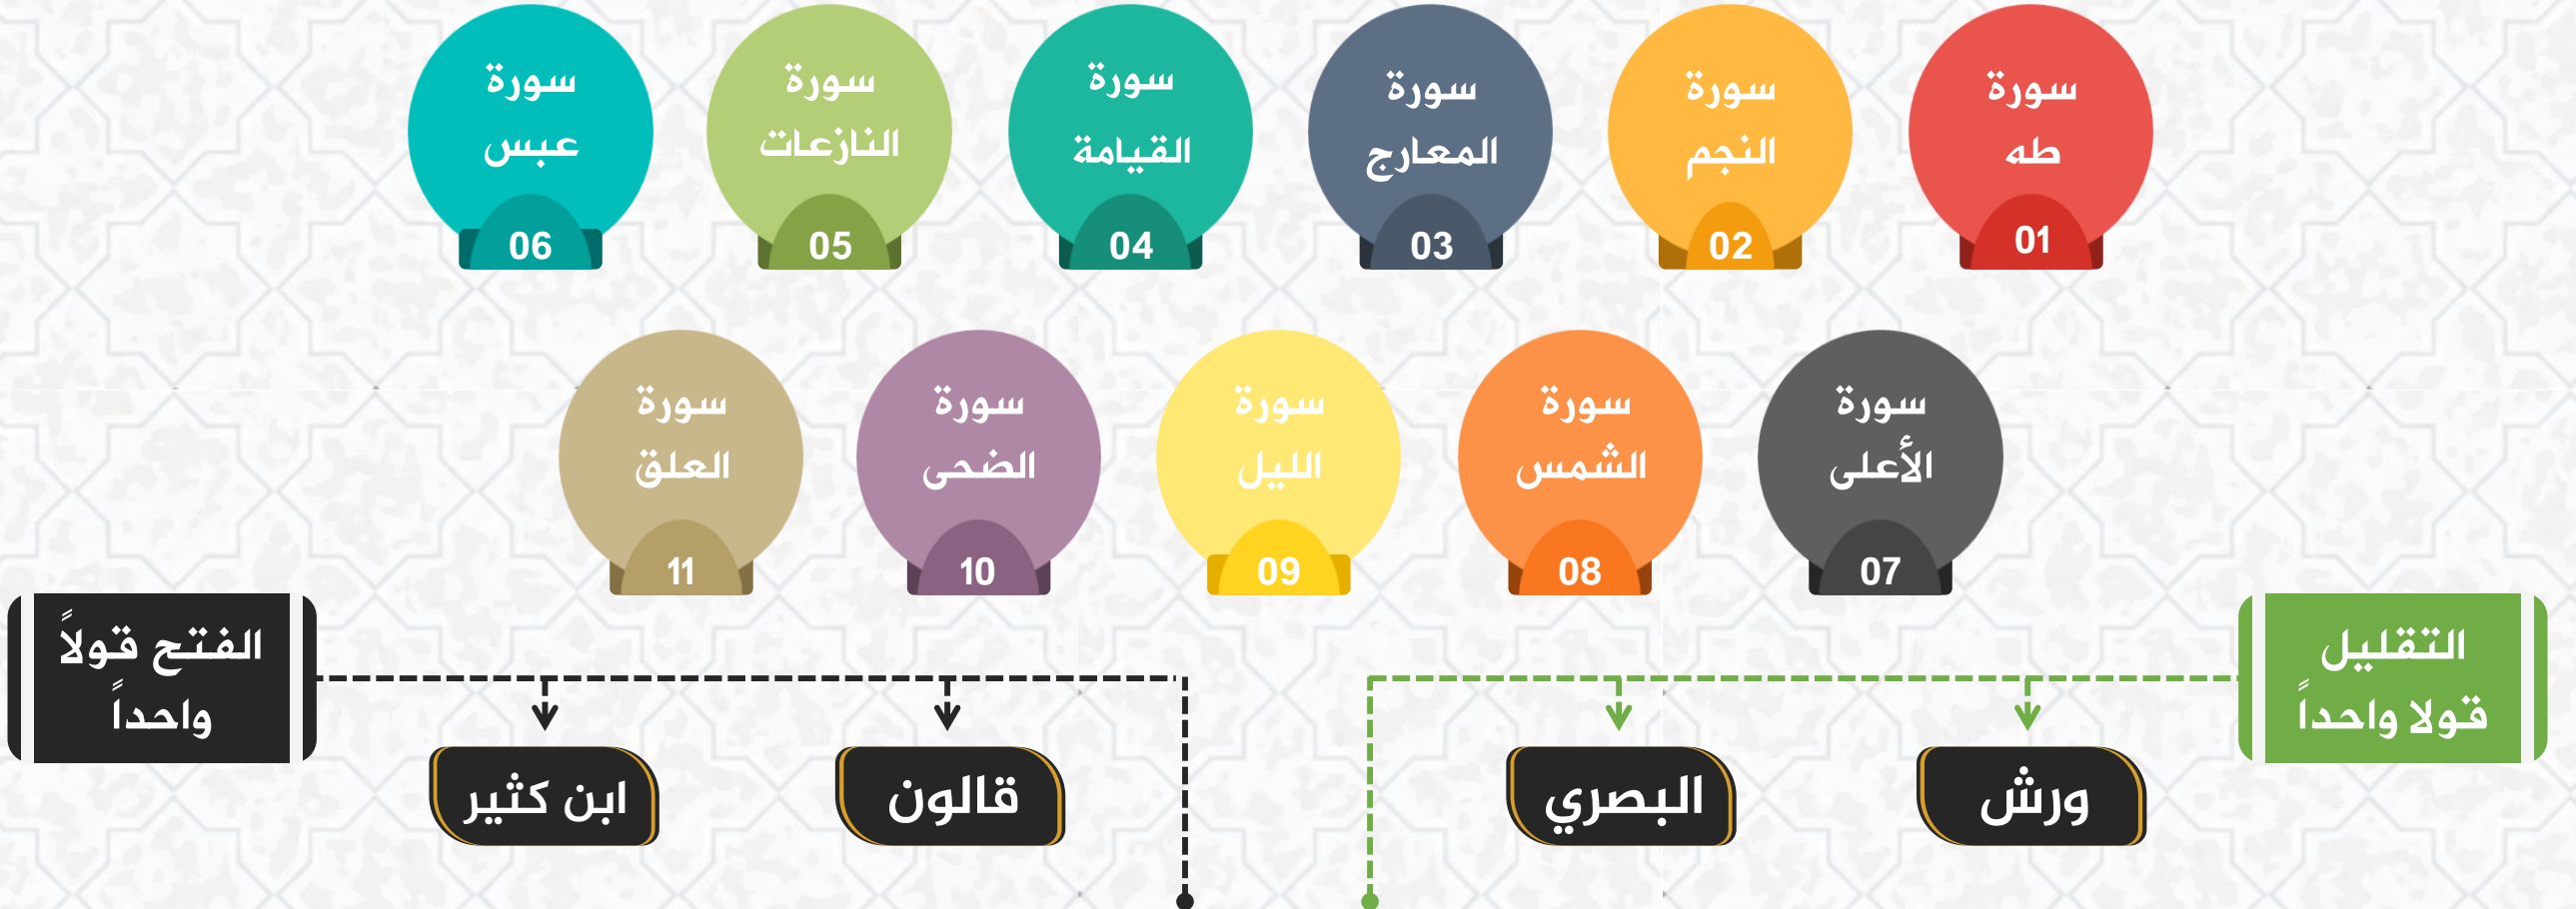 سورة
طه
01
سورة
النجم
02
سورة
المعارج
03
سورة
القيامة
04
سورة
النازعات
05
سورة
عبس
06
سورة
الأعلى
07
سورة
الشمس
08
سورة
الليل
09
سورة
الضحى
10
سورة
العلق
11
التقليل
قولا واحداً
ورش
البصري
الفتح قولاً
واحداً
قالون
ابن كثير